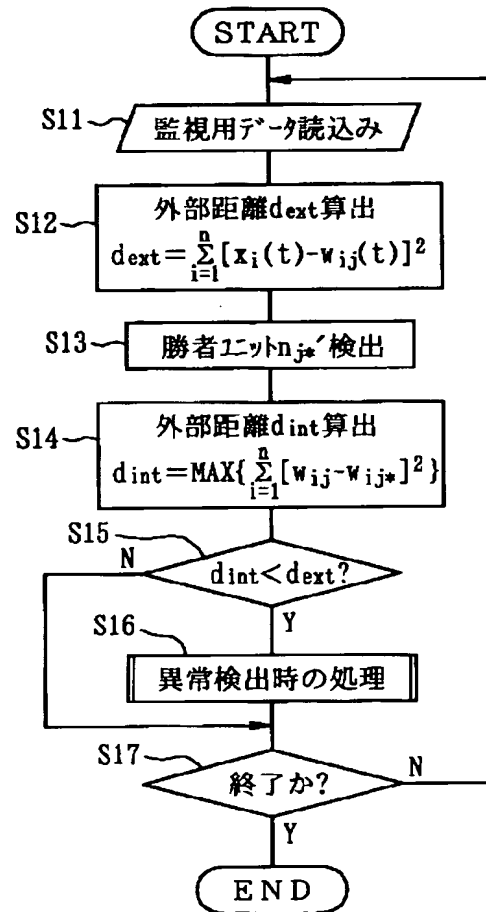 START
S11
監視用データ読込み
S12
外部距離dext算出
dext=Σ[xi(t)-wij(t)]²
n
i=1
S13
勝者ユニットnj*′検出
S14
外部距離dint算出
dint=MAX{Σ[wij-wij*]²}
n
i=1
S15
N
dint<dext?
Y
S16
異常検出時の処理
S17
終了か?
N
Y
END